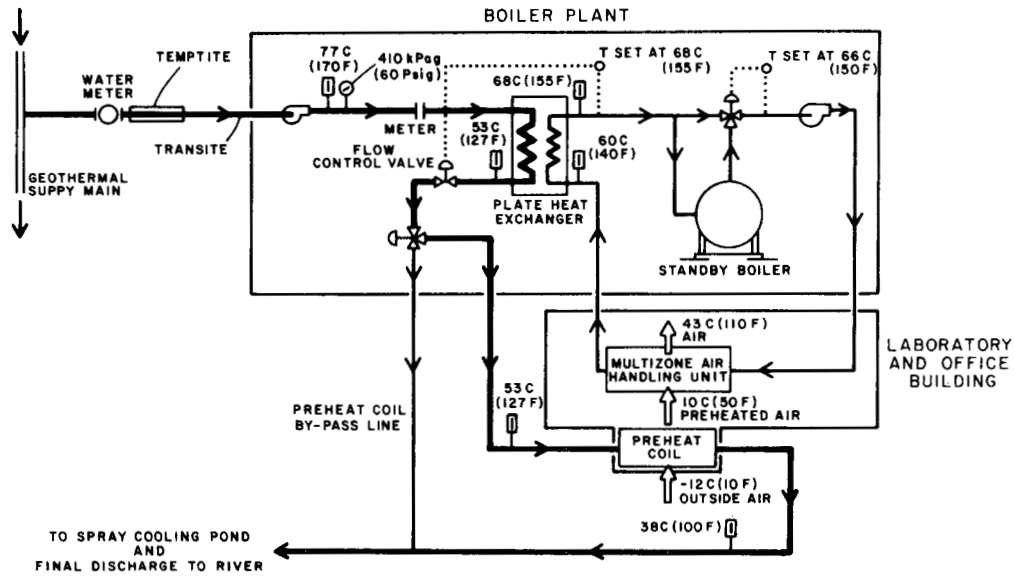 BOILER PLANT
TEMPTITE
WATER
METER
TRANSITE
GEOTHERMAL
SUPPY MAIN
77C
(170F)
410 kPag
(60 Psig)
METER
FLOW
CONTROL VALVE
53C
(127F)
68C (155F)
T SET AT 68C
(155F)
T SET AT 66C
(150F)
60C
(140F)
PLATE HEAT
EXCHANGER
STANDBY BOILER
43C(110F)
AIR
MULTIZONE AIR
HANDLING UNIT
10C(50F)
PREHEATED AIR
LABORATORY
AND OFFICE
BUILDING
PREHEAT COIL
BY-PASS LINE
53C
(127F)
PREHEAT
COIL
-12C(10F)
OUTSIDE AIR
38C(100F)
TO SPRAY COOLING POND
AND
FINAL DISCHARGE TO RIVER